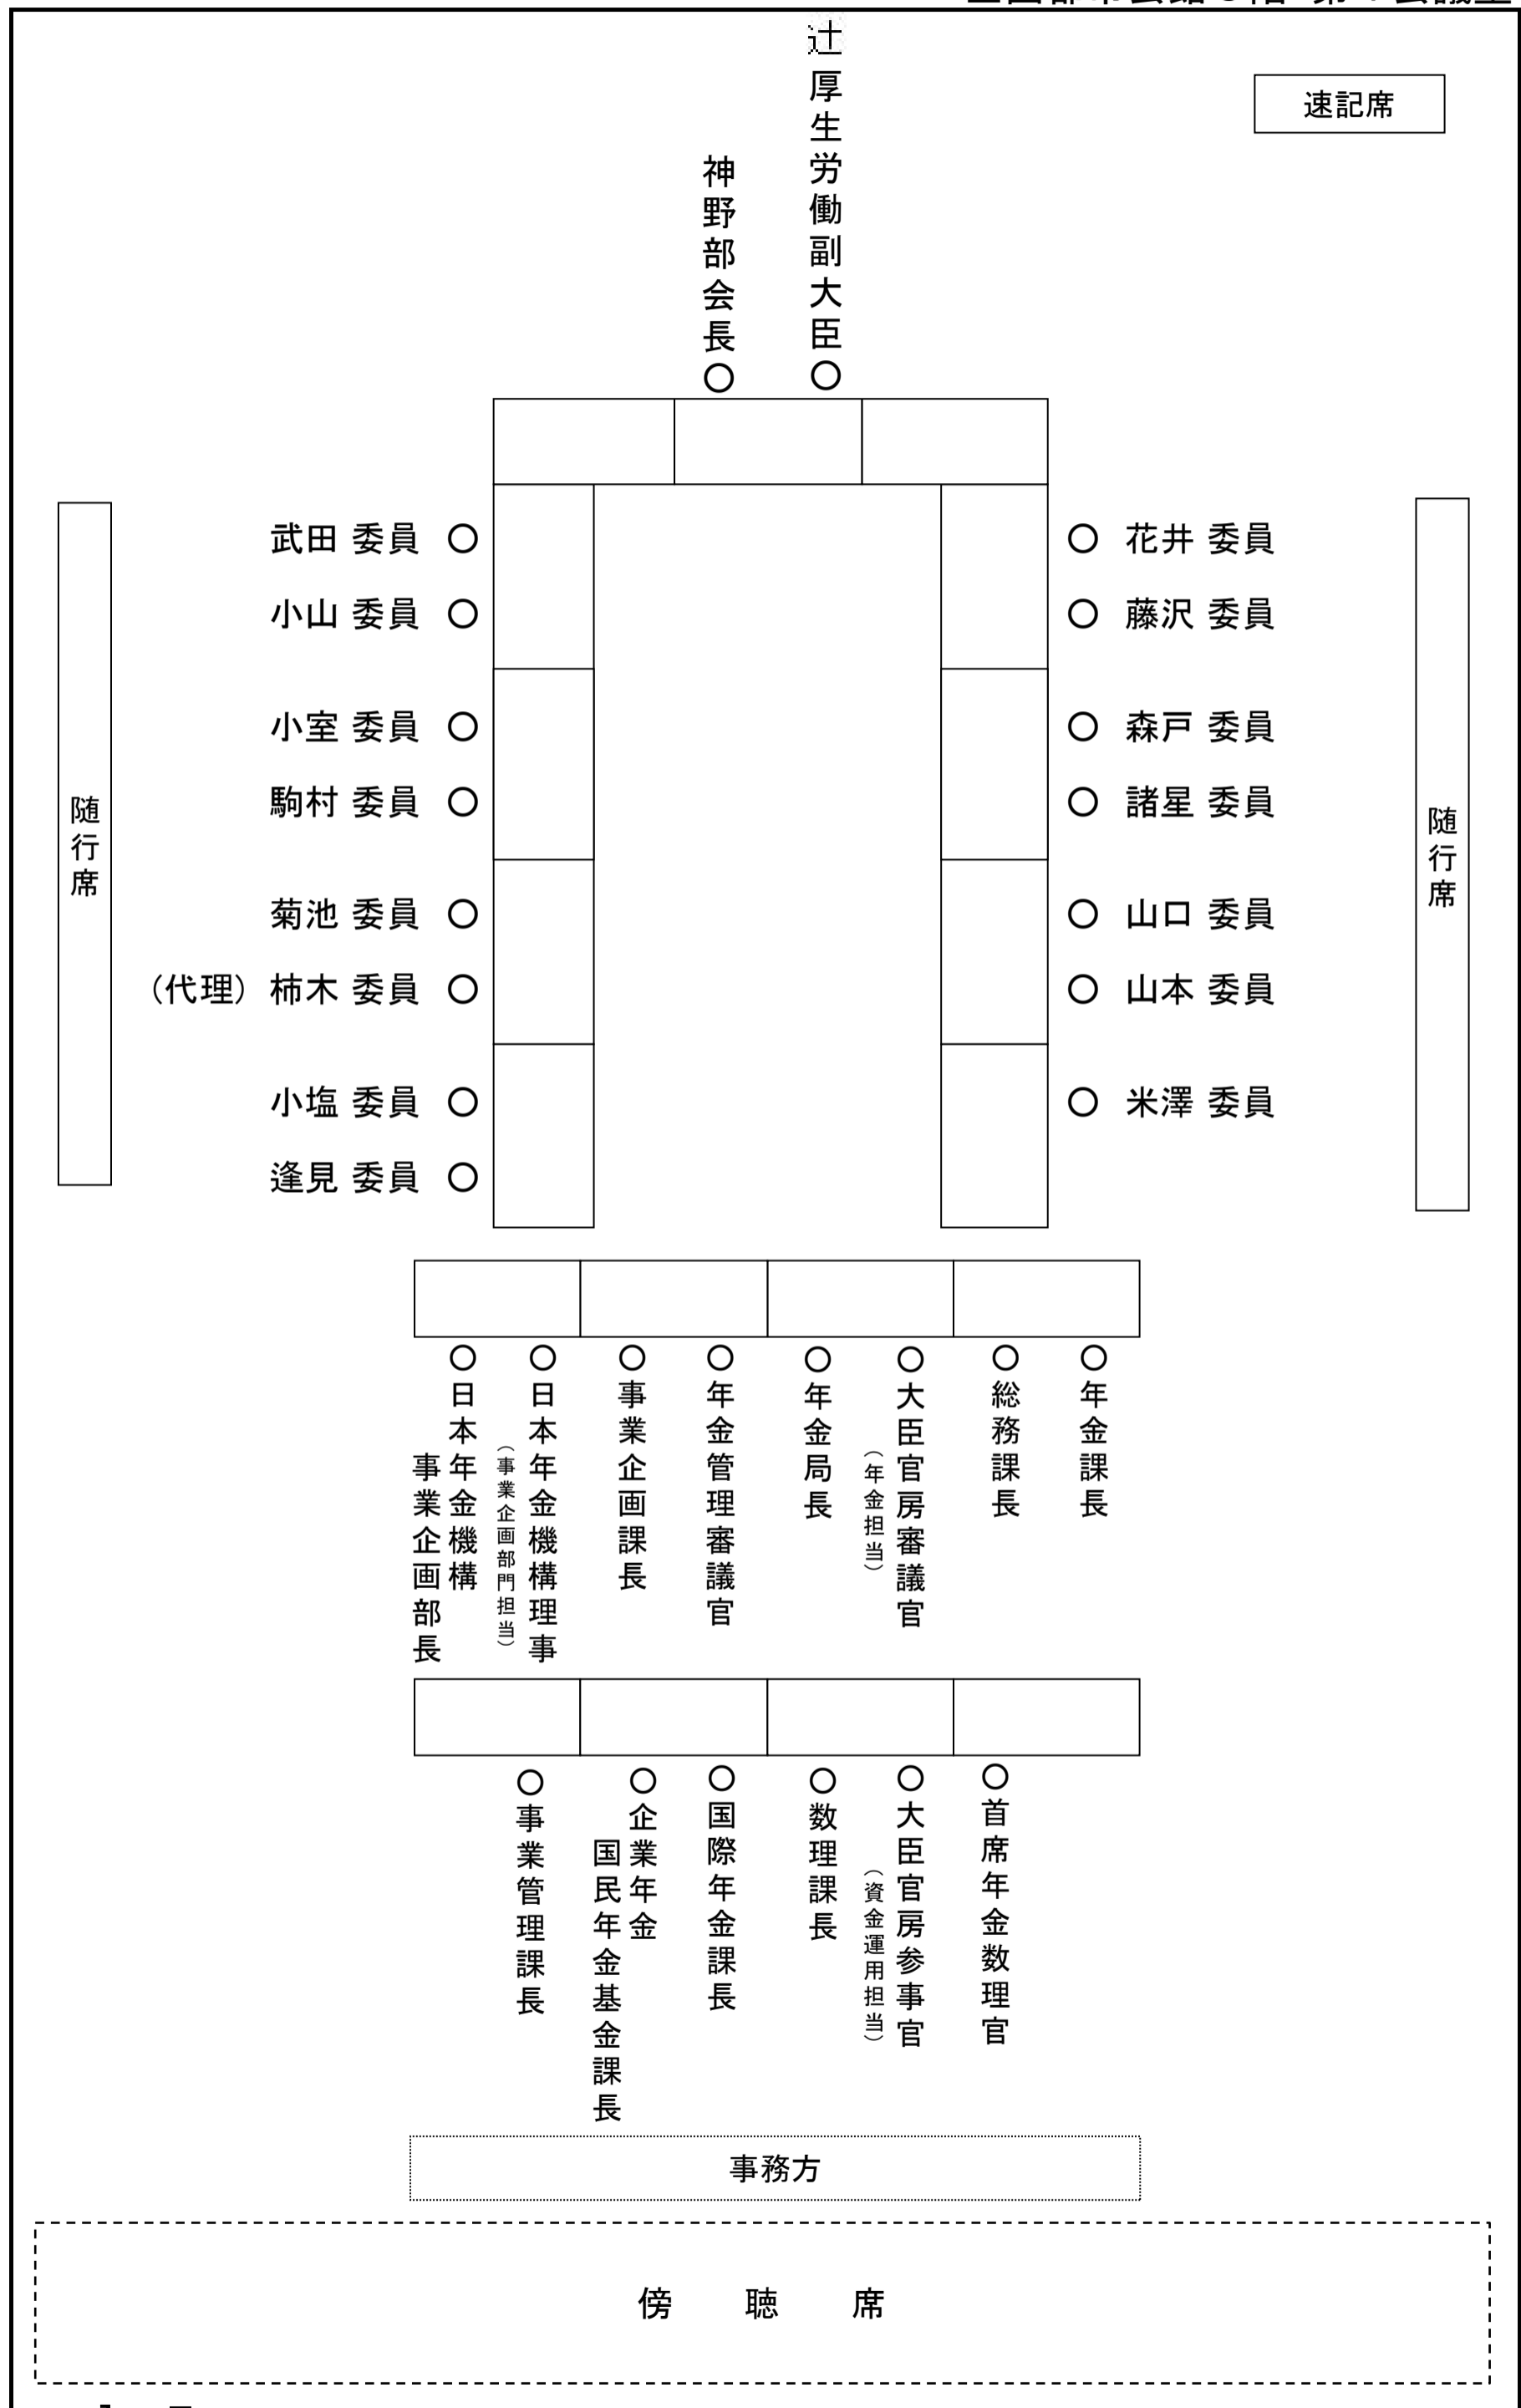 辻厚生労働副大臣○
神野部会長○
速記席
武田 委員 ○
小山 委員 ○
小室 委員 ○
駒村 委員 ○
菊池 委員 ○
（代理） 柿木 委員 ○
小塩 委員 ○
逢見 委員 ○
○ 花井 委員
○ 藤沢 委員
○ 森戸 委員
○ 諸星 委員
○ 山口 委員
○ 山本 委員
○ 米澤 委員
随行席
随行席
○年金課長
○総務課長
○大臣官房審議官
（年金担当）
○年金局長
○年金管理審議官
○事業企画課長
○日本年金機構理事
（事業企画部門担当）
○日本年金機構
事業企画部長
○首席年金数理官
○大臣官房参事官
（資金運用担当）
○数理課長
○国際年金課長
○企業年金
国民年金基金課長
○事業管理課長
事務方
傍 聴 席